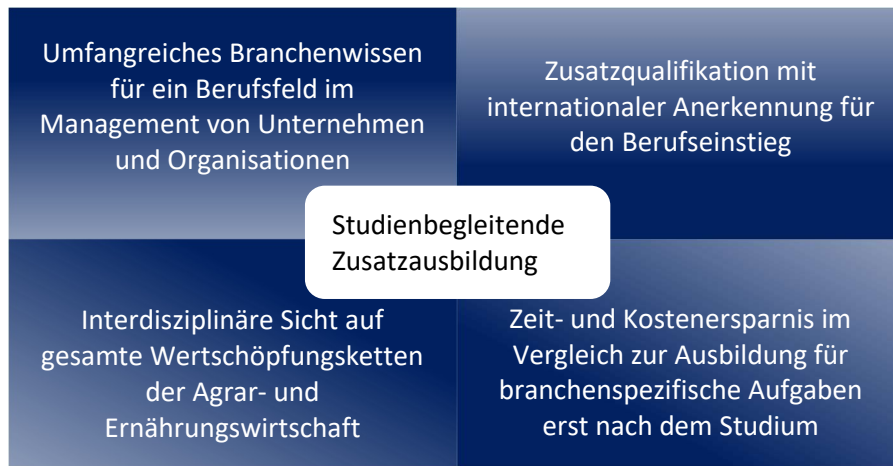 Umfangreiches Branchenwissen
für ein Berufsfeld im
Management von Unternehmen
und Organisationen
Zusatzqualifikation mit
internationaler Anerkennung für
den Berufseinstieg
Studienbegleitende
Zusatzausbildung
Interdisziplinäre Sicht auf
gesamte Wertschöpfungsketten
der Agrar- und
Ernährungswirtschaft
Zeit- und Kostenersparnis im
Vergleich zur Ausbildung für
branchenspezifische Aufgaben
erst nach dem Studium